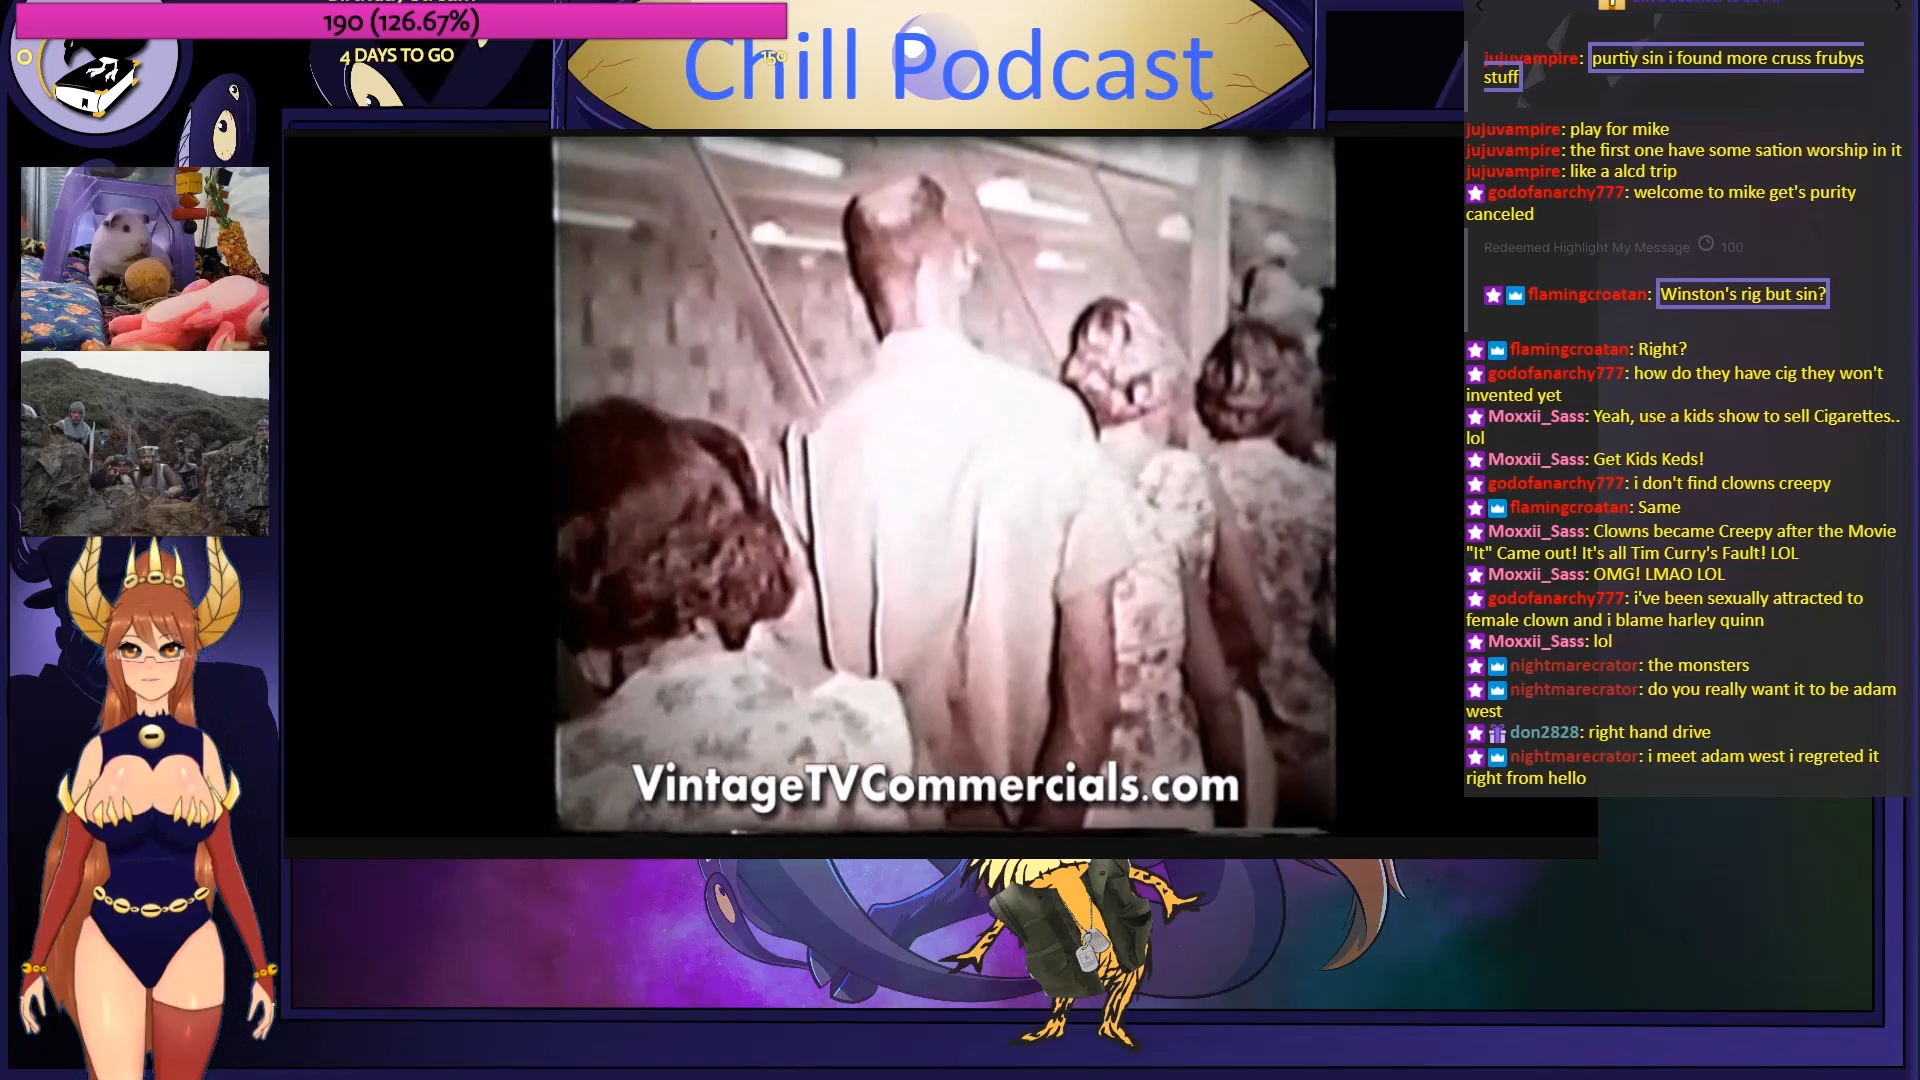 190 (126.67%)
4 DAYS TO GO
0
150
Chill Podcast
VintageTVCommercials.com
jujuvampire: purtiy sin i found more cruss frubys
stuff
jujuvampire: play for mike
jujuvampire: the first one have some sation worship in it
jujuvampire: like a alcd trip
godofanarchy777: welcome to mike get's purity
canceled
Redeemed Highlight My Message 100
flamingcroatan: Winston's rig but sin?
flamingcroatan: Right?
godofanarchy777: how do they have cig they won't
invented yet
Moxxii_Sass: Yeah, use a kids show to sell Cigarettes..
lol
Moxxii_Sass: Get Kids Keds!
godofanarchy777: i don't find clowns creepy
flamingcroatan: Same
Moxxii_Sass: Clowns became Creepy after the Movie
"It" Came out! It's all Tim Curry's Fault! LOL
Moxxii_Sass: OMG! LMAO LOL
godofanarchy777: i've been sexually attracted to
female clown and i blame harley quinn
Moxxii_Sass: lol
nightmarecrator: the monsters
nightmarecrator: do you really want it to be adam
west
don2828: right hand drive
nightmarecrator: i meet adam west i regreted it
right from hello